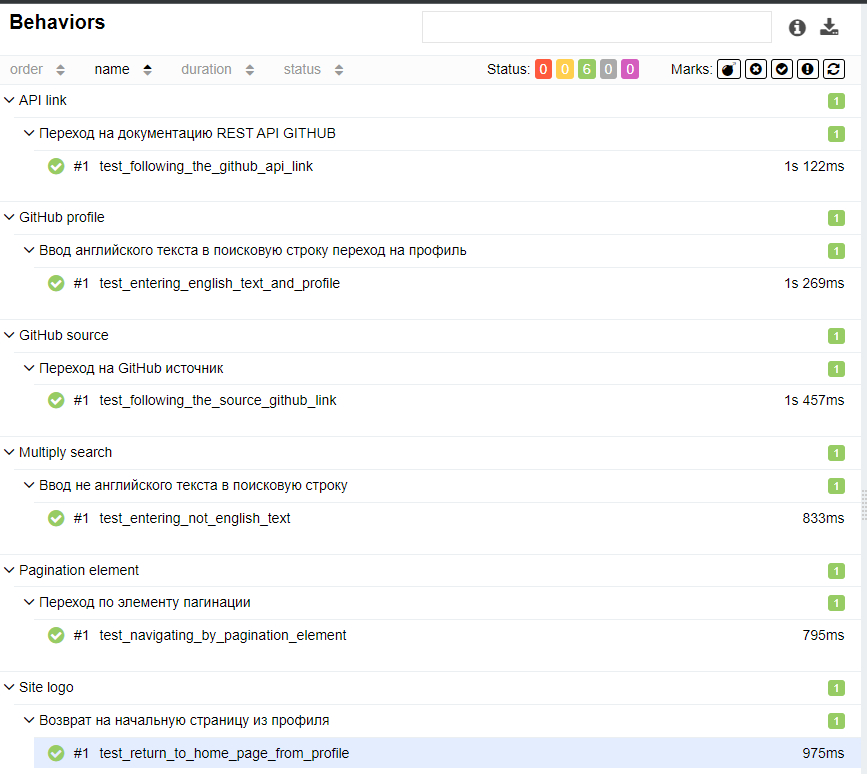 Behaviors
order name duration status Status: 0 0 6 0 0 Marks:
API link 1
Переход на документацию REST API GITHUB 1
#1 test_following_the_github_api_link 1s 122ms
GitHub profile 1
Ввод английского текста в поисковую строку переход на профиль 1
#1 test_entering_english_text_and_profile 1s 269ms
GitHub source 1
Переход на GitHub источник 1
#1 test_following_the_source_github_link 1s 457ms
Multiply search 1
Ввод не английского текста в поисковую строку 1
#1 test_entering_not_english_text 833ms
Pagination element 1
Переход по элементу пагинации 1
#1 test_navigating_by_pagination_element 795ms
Site logo 1
Возврат на начальную страницу из профиля 1
#1 test_return_to_home_page_from_profile 975ms